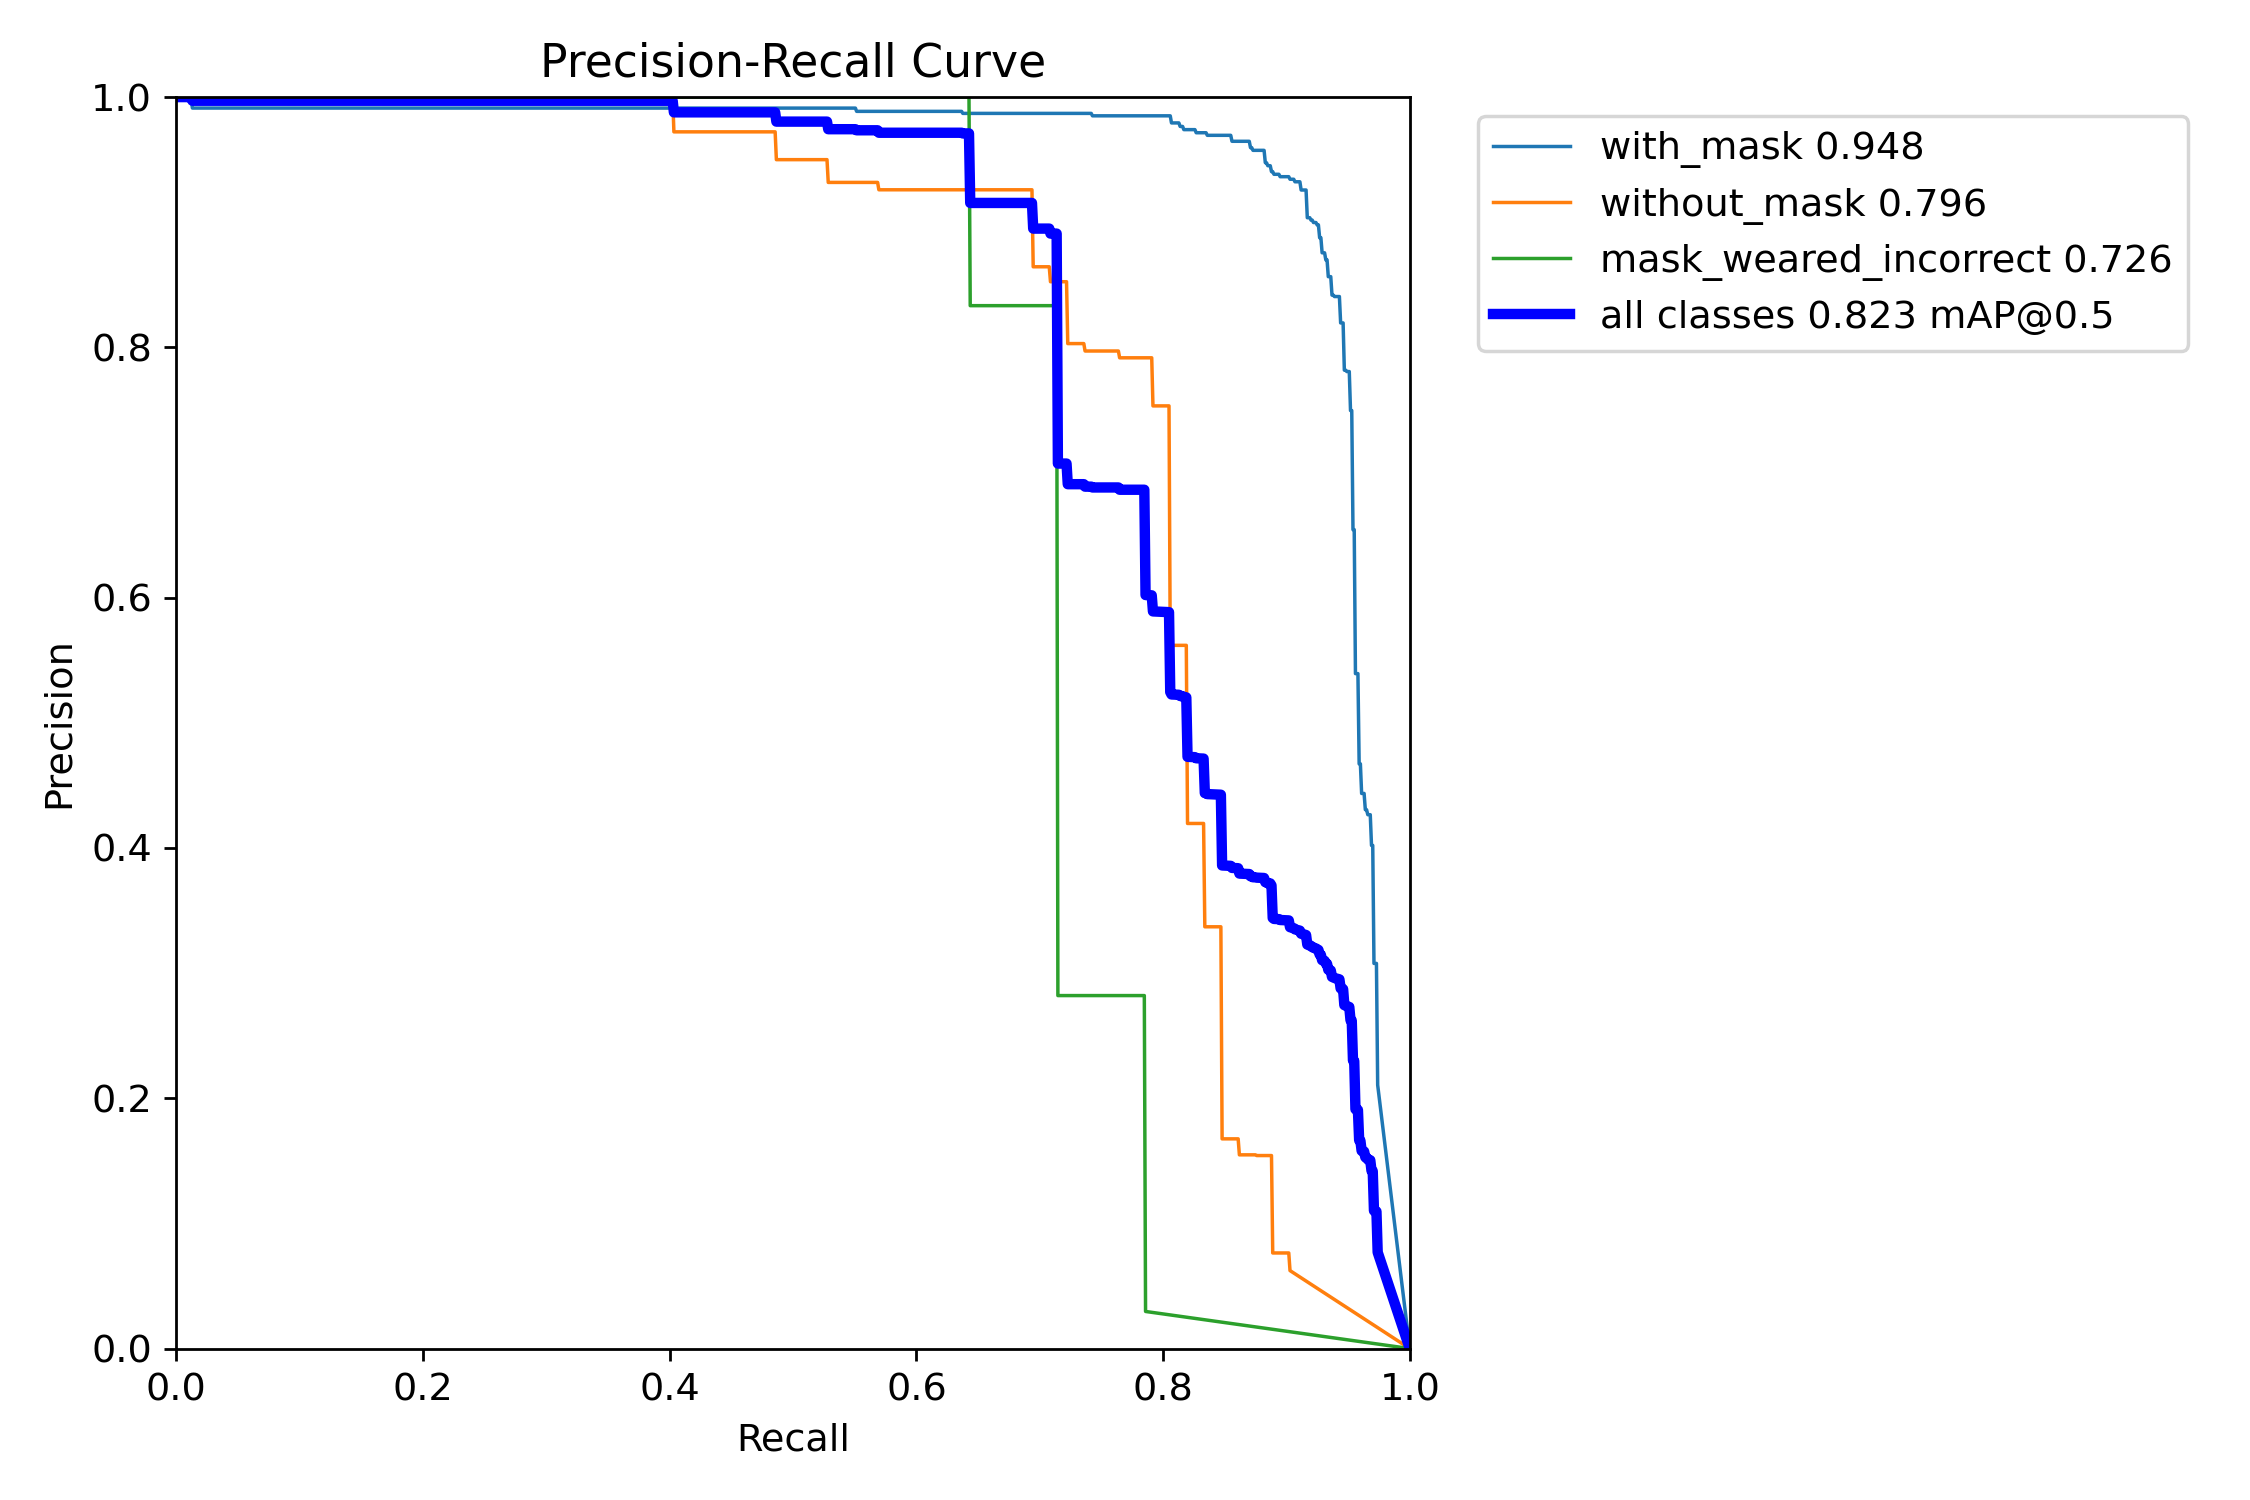 Precision-Recall Curve
1.0
0.8
0.6
0.4
0.2
0.0
Precision
0.0 0.2 0.4 0.6 0.8 1.0
Recall
with_mask 0.948
without_mask 0.796
mask_weared_incorrect 0.726
all classes 0.823 mAP@0.5